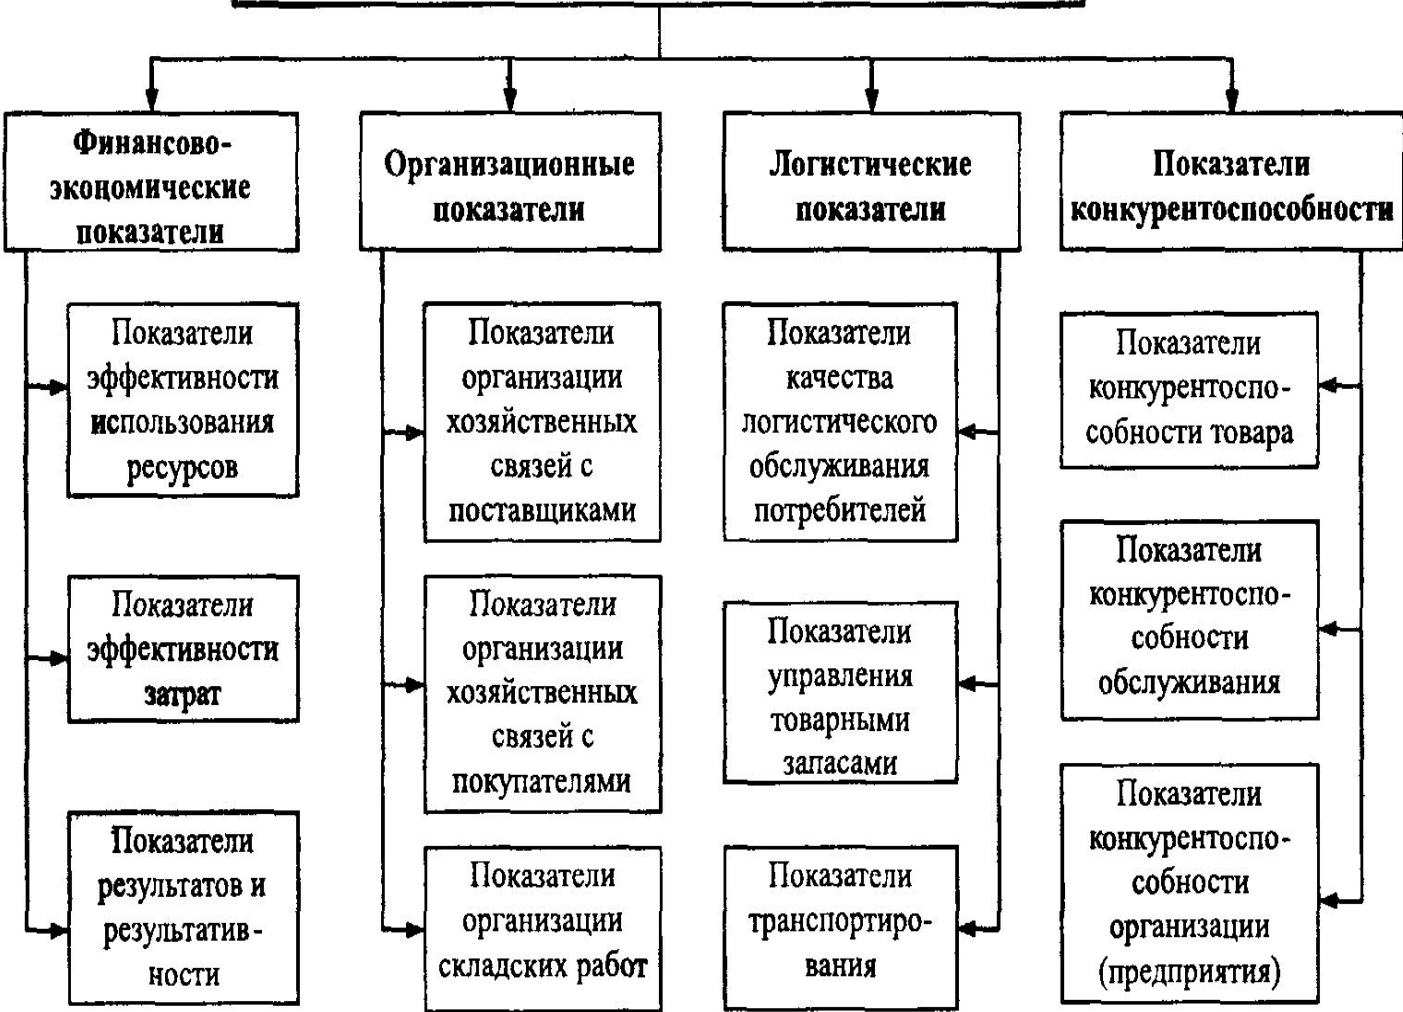 Финансово-
экономические
показатели
Организационные
показатели
Логистические
показатели
Показатели
конкурентоспособности
Показатели
эффективности
использования
ресурсов
Показатели
эффективности
затрат
Показатели
результатов и
результатив-
ности
Показатели
организации
хозяйственных
связей с
поставщиками
Показатели
организации
хозяйственных
связей с
покупателями
Показатели
организации
складских работ
Показатели
качества
логистического
обслуживания
потребителей
Показатели
управления
товарными
запасами
Показатели
транспортиро-
вания
Показатели
конкурентоспо-
собности товара
Показатели
конкурентоспо-
собности
обслуживания
Показатели
конкурентоспо-
собности
организации
(предприятия)